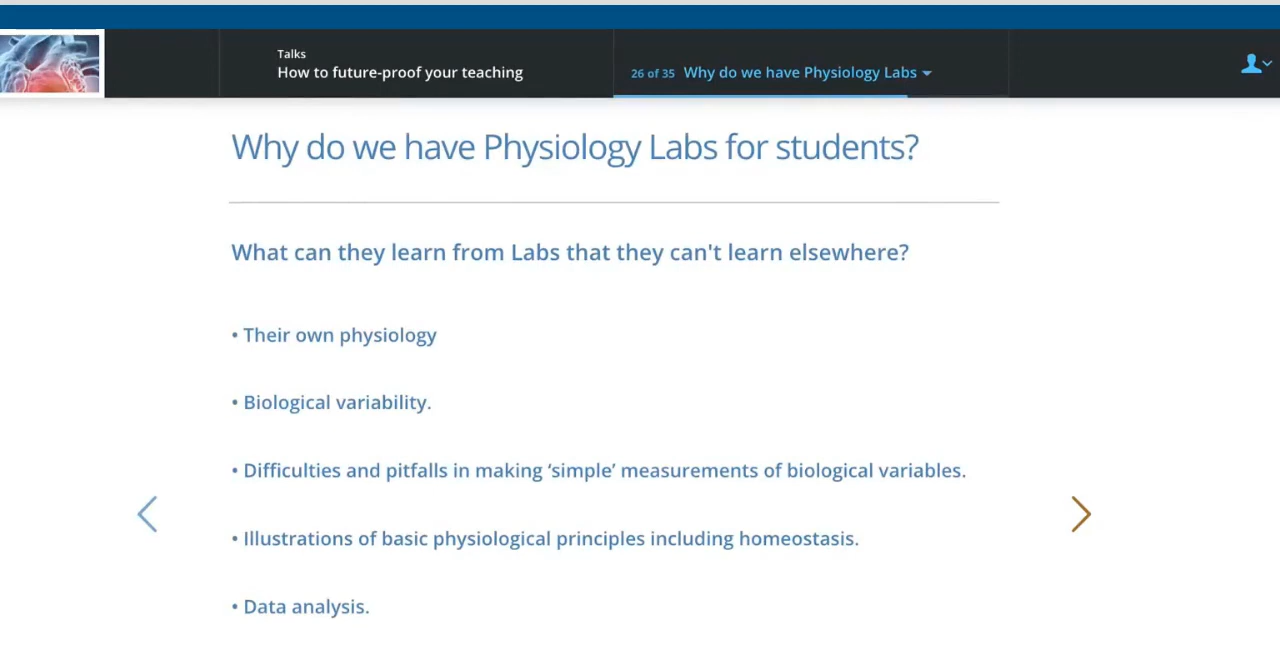 Talks
How to future-proof your teaching
26 of 35 Why do we have Physiology Labs
Why do we have Physiology Labs for students?
What can they learn from Labs that they can't learn elsewhere?
• Their own physiology
• Biological variability.
• Difficulties and pitfalls in making ‘simple’ measurements of biological variables.
• Illustrations of basic physiological principles including homeostasis.
• Data analysis.